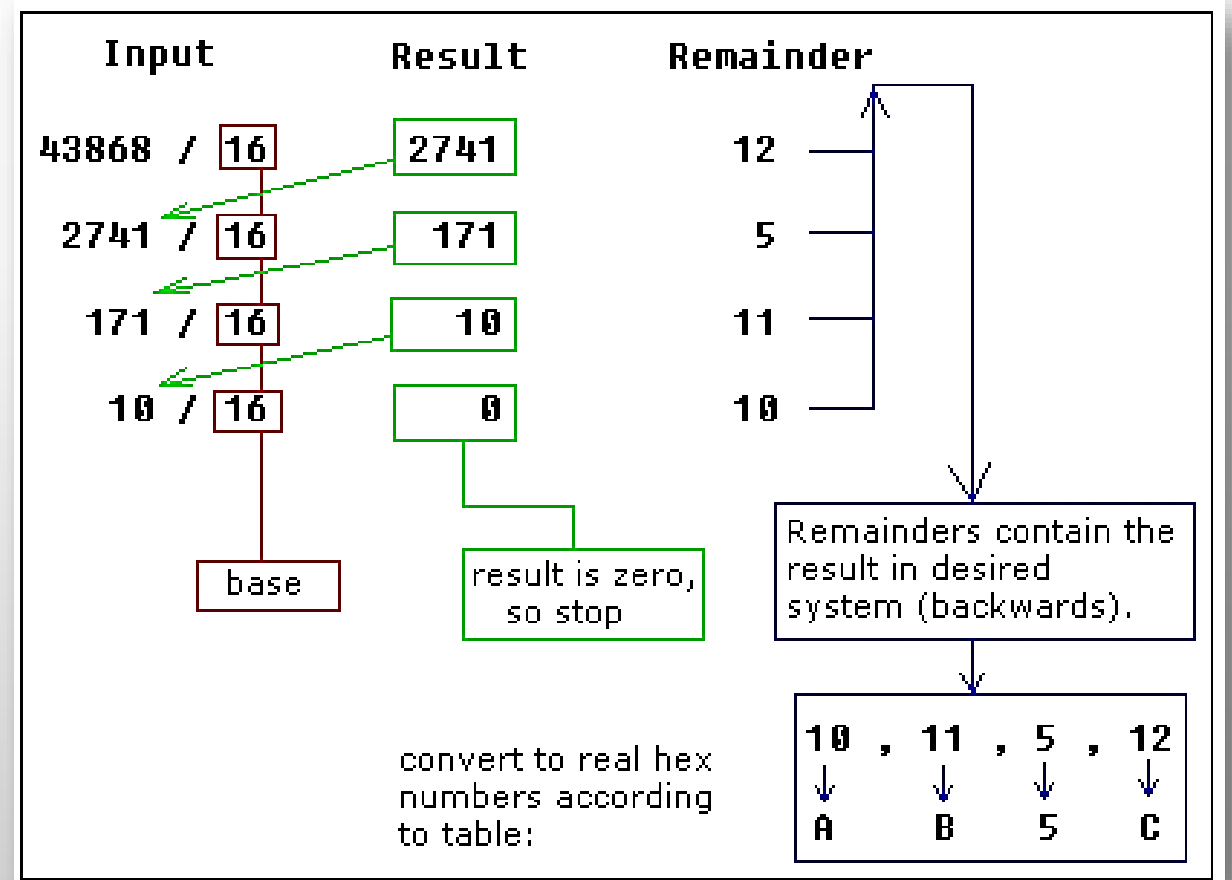 Input Result Remainder
43868 / 16 2741 12
2741 / 16 171 5
171 / 16 10 11
10 / 16 0 10
base
result is zero,
so stop
Remainders contain the
result in desired
system (backwards).
convert to real hex
numbers according
to table:
10 , 11 , 5 , 12
A B 5 C